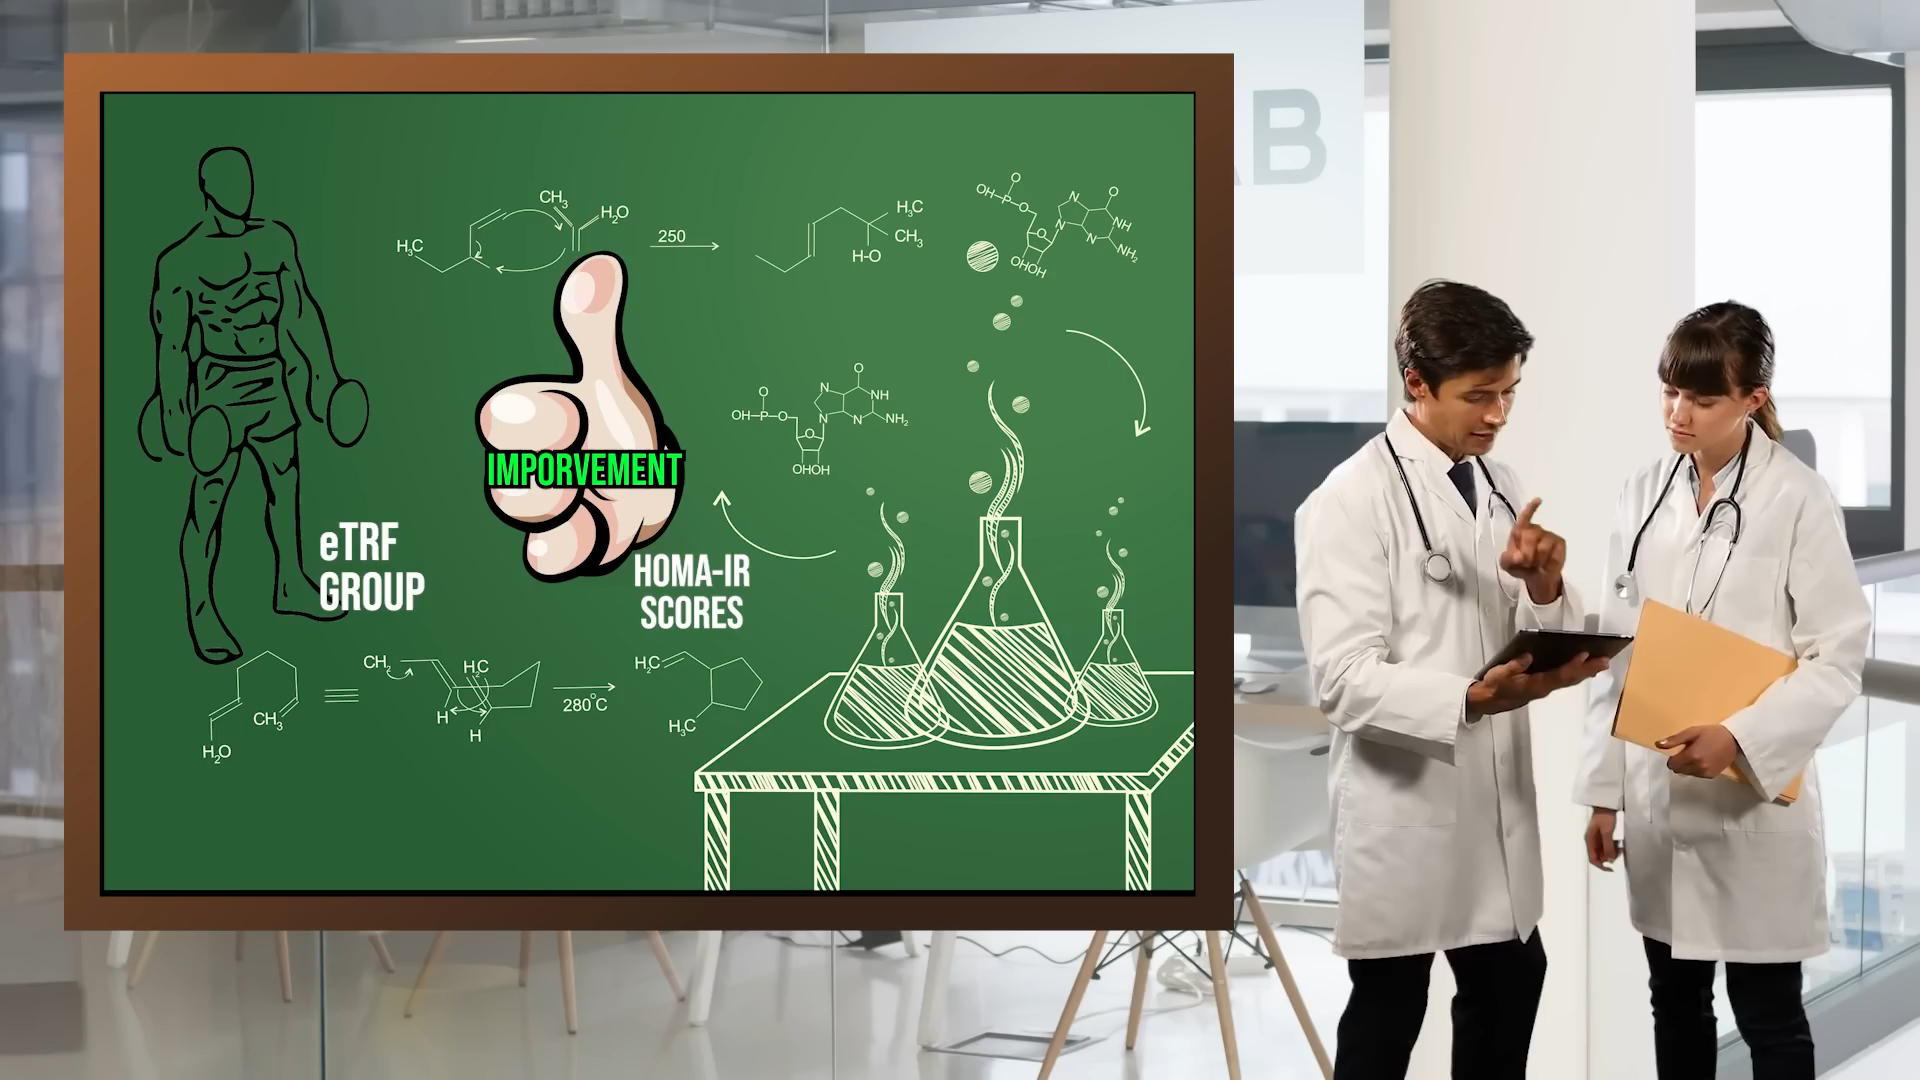 AB
CH3
H2O
H3C
250
H3C
CH3
H-O
O
OH P O
N O
NH
N N NH2
O
OHOH
O
OH P O
N O
NH
N N NH2
O
OHOH
IMPORVEMENT
eTRF
GROUP
HOMA-IR
SCORES
CH2
H2C
H
H
280°C
H2C
H3C
CH3
H2O